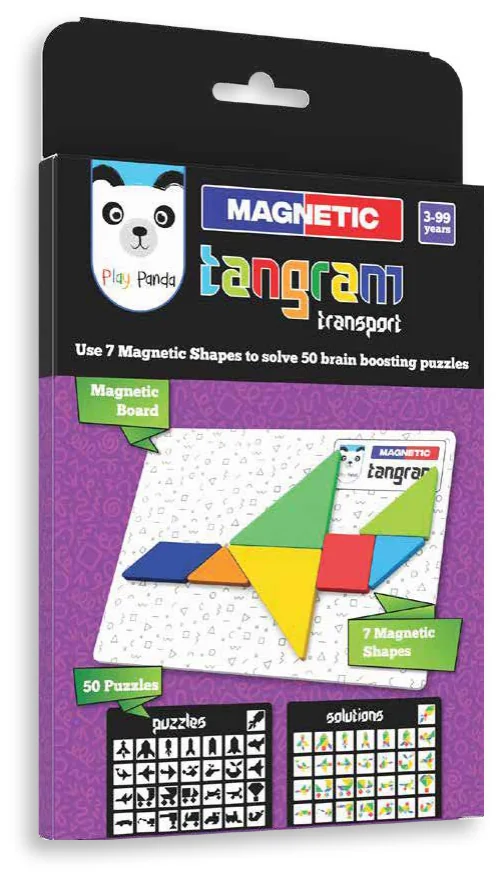 MAGNETIC
3-99
years
Play Panda
tangram
transport
Use 7 Magnetic Shapes to solve 50 brain boosting puzzles
Magnetic
Board
MAGNETIC
tangram
7 Magnetic
Shapes
50 Puzzles
puzzles
solutions